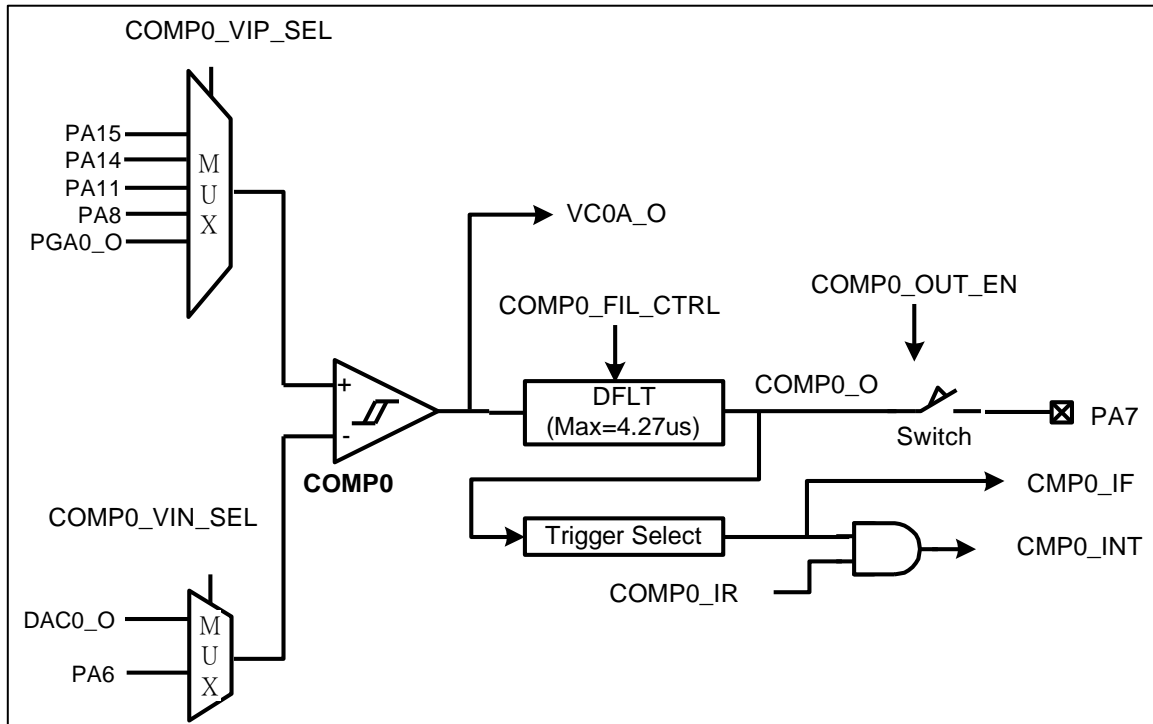 COMP0_VIP_SEL
PA15
PA14
PA11
PA8
PGA0_O
M
U
X
VC0A_O
COMP0_FIL_CTRL
COMP0_OUT_EN
+
-
COMP0
DFLT
(Max=4.27us)
COMP0_O
Switch
PA7
Trigger Select
CMP0_IF
CMP0_INT
COMP0_IR
COMP0_VIN_SEL
DAC0_O
PA6
M
U
X